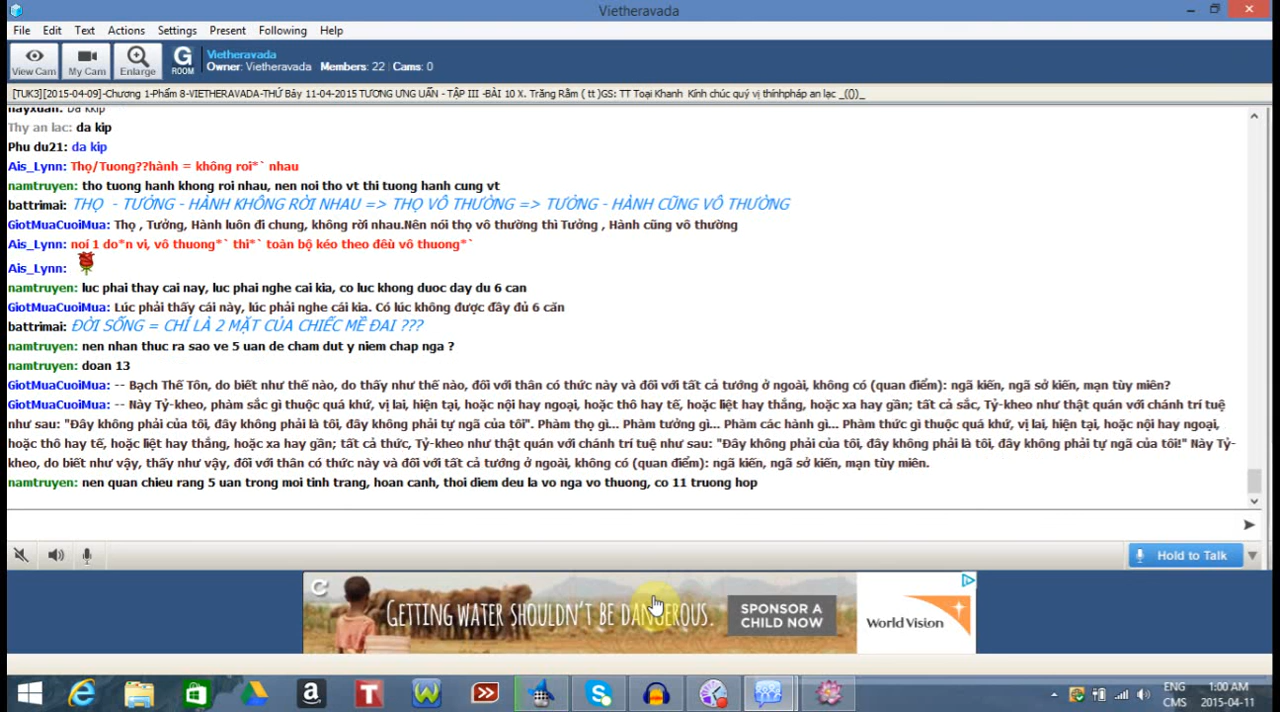 Vietheravada
File Edit Text Actions Settings Present Following Help
View Cam My Cam Enlarge G ROOM
Vietheravada
Owner: Vietheravada Members: 22 Cams: 0
[TUK3][2015-04-09]-Chương 1-Phẩm 8-VIETHERAVADA-THỨ Bảy 11-04-2015 TƯƠNG ƯNG UẨN - TẬP III -BÀI 10 X. Trăng Rằm ( tt )GS: TT Toại Khanh Kính chúc quý vị thínhpháp an lạc _(())_
hayxuan: Da kkip
Thy an lac: da kip
Phu du21: da kip
Ais_Lynn: Thọ/Tuong??hành = không roi*` nhau
namtruyen: tho tuong hanh khong roi nhau, nen noi tho vt thi tuong hanh cung vt
battrimai: THỌ - TƯỞNG - HÀNH KHÔNG RỜI NHAU => THỌ VÔ THƯỜNG => TƯỞNG - HÀNH CŨNG VÔ THƯỜNG
GiotMuaCuoiMua: Thọ , Tưởng, Hành luôn đi chung, không rời nhau.Nên nói thọ vô thường thì Tưởng , Hành cũng vô thường
Ais_Lynn: noí 1 do*n vi, vô thuong*` thi*` toàn bộ kéo theo đêù vô thuong*`
Ais_Lynn:
namtruyen: luc phai thay cai nay, luc phai nghe cai kia, co luc khong duoc day du 6 can
GiotMuaCuoiMua: Lúc phải thấy cái này, lúc phải nghe cái kia. Có lúc không được đầy đủ 6 căn
battrimai: ĐỜI SỐNG = CHỈ LÀ 2 MẶT CỦA CHIẾC MỀ ĐAI ???
namtruyen: nen nhan thuc ra sao ve 5 uan de cham dut y niem chap nga ?
namtruyen: doan 13
GiotMuaCuoiMua: -- Bạch Thế Tôn, do biết như thế nào, do thấy như thế nào, đối với thân có thức này và đối với tất cả tướng ở ngoài, không có (quan điểm): ngã kiến, ngã sở kiến, mạn tùy miên?
GiotMuaCuoiMua: -- Này Tỷ-kheo, phàm sắc gì thuộc quá khứ, vị lai, hiện tại, hoặc nội hay ngoại, hoặc thô hay tế, hoặc liệt hay thắng, hoặc xa hay gần; tất cả sắc, Tỷ-kheo như thật quán với chánh trí tuệ
như sau: "Đây không phải của tôi, đây không phải là tôi, đây không phải tự ngã của tôi". Phàm thọ gì... Phàm tưởng gì... Phàm các hành gì... Phàm thức gì thuộc quá khứ, vị lai, hiện tại, hoặc nội hay ngoại,
hoặc thô hay tế, hoặc liệt hay thắng, hoặc xa hay gần; tất cả thức, Tỷ-kheo như thật quán với chánh trí tuệ như sau: "Đây không phải của tôi, đây không phải là tôi, đây không phải tự ngã của tôi!" Này Tỷ-
kheo, do biết như vậy, thấy như vậy, đối với thân có thức này và đối với tất cả tướng ở ngoài, không có (quan điểm): ngã kiến, ngã sở kiến, mạn tùy miên.
namtruyen: nen quan chieu rang 5 uan trong moi tinh trang, hoan canh, thoi diem deu la vo nga vo thuong, co 11 truong hop
Hold to Talk
GETTING WATER SHOULDN'T BE DANGEROUS.
SPONSOR A
CHILD NOW
World Vision
ENG 1:00 AM
CMS 2015-04-11